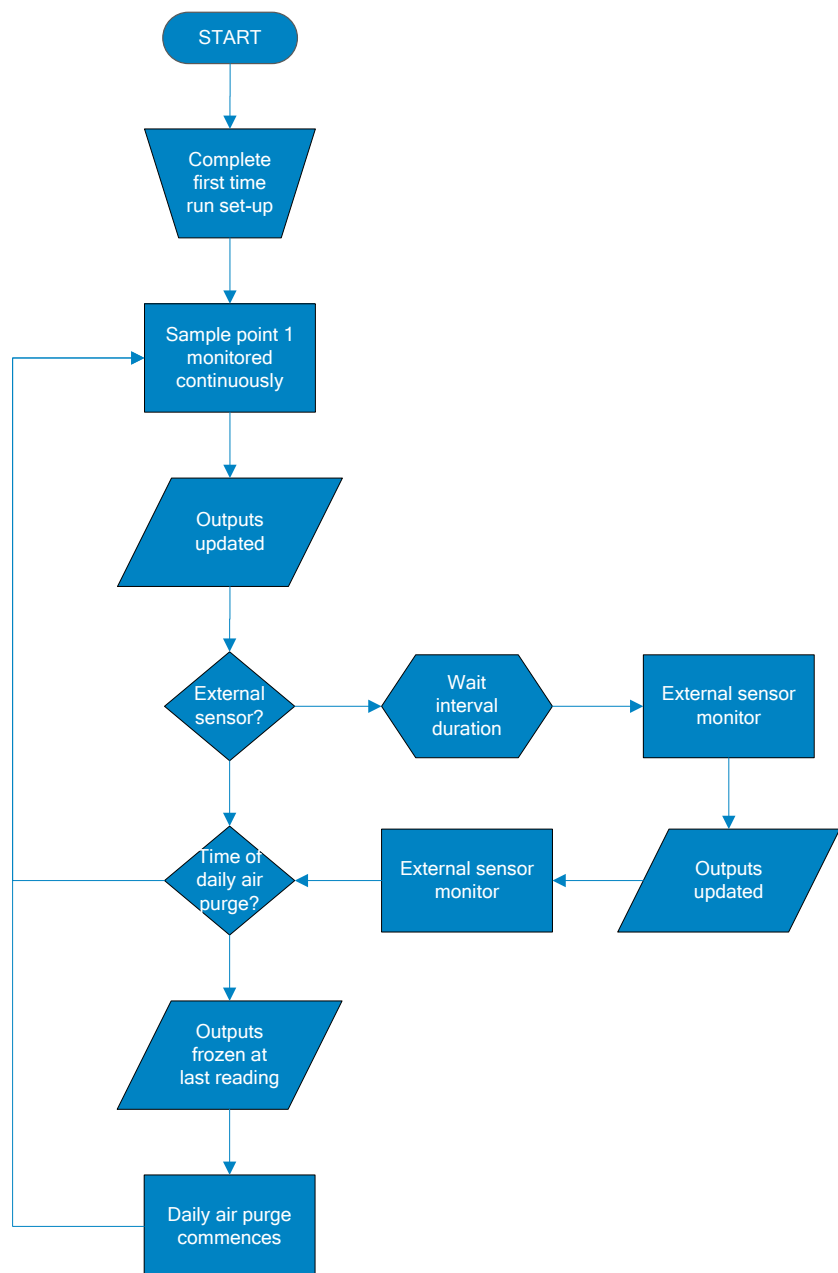 START
Complete
first time
run set-up
Sample point 1
monitored
continuously
Outputs
updated
External
sensor?
Wait
interval
duration
External sensor
monitor
Outputs
updated
External sensor
monitor
Time of
daily air
purge?
Outputs
frozen at
last reading
Daily air purge
commences